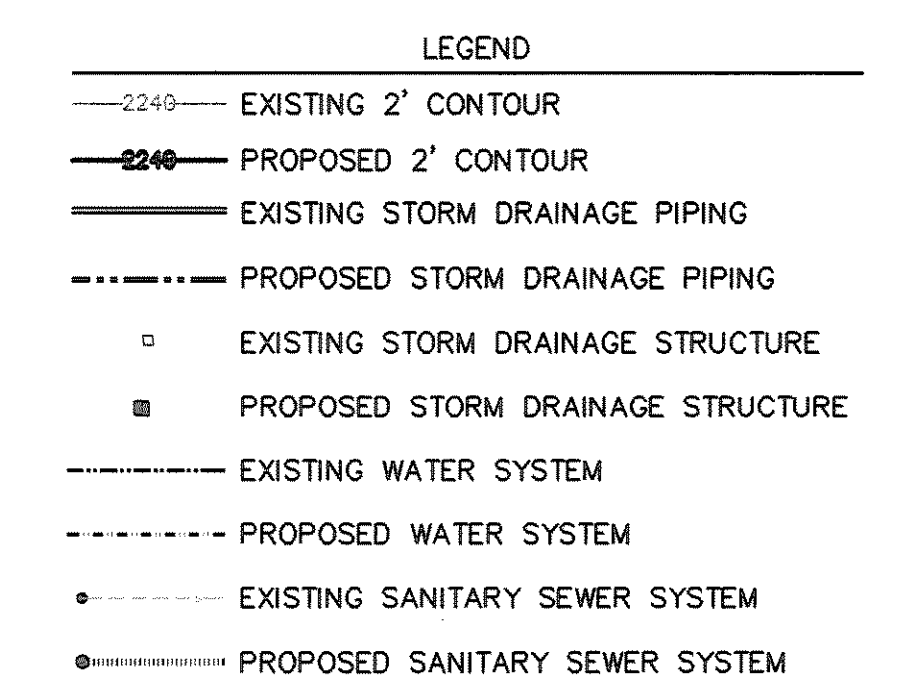 LEGEND
2240 EXISTING 2' CONTOUR
2240 PROPOSED 2' CONTOUR
EXISTING STORM DRAINAGE PIPING
PROPOSED STORM DRAINAGE PIPING
EXISTING STORM DRAINAGE STRUCTURE
PROPOSED STORM DRAINAGE STRUCTURE
EXISTING WATER SYSTEM
PROPOSED WATER SYSTEM
EXISTING SANITARY SEWER SYSTEM
PROPOSED SANITARY SEWER SYSTEM